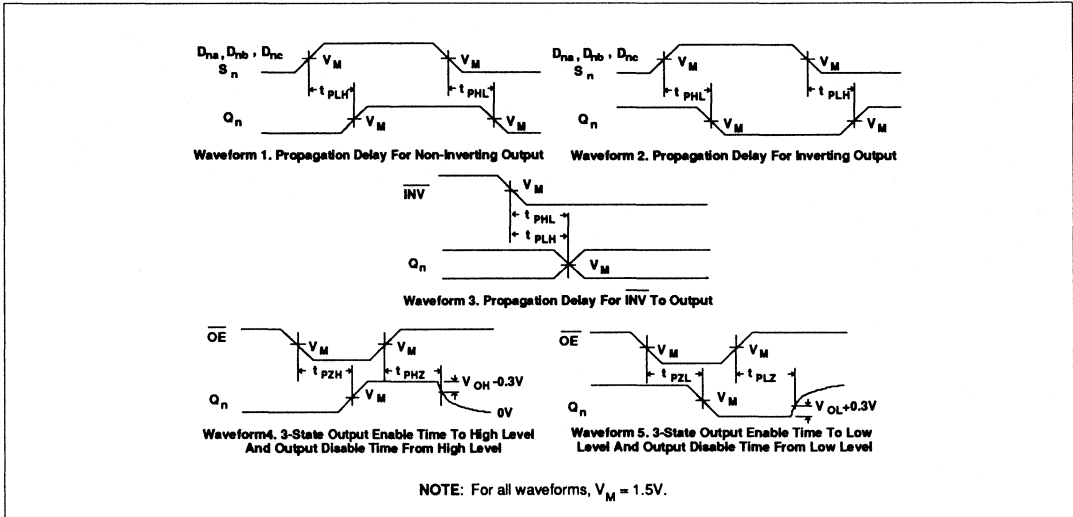 Dna, Dnb, Dnc
Sn
VM
VM
tPLH
tPHL
Qn
VM
VM
Waveform 1. Propagation Delay For Non-Inverting Output
Dna, Dnb, Dnc
Sn
VM
VM
tPHL
tPLH
Qn
VM
VM
Waveform 2. Propagation Delay For Inverting Output
INV
VM
tPHL
tPLH
Qn
VM
Waveform 3. Propagation Delay For INV To Output
OE
VM
VM
tPZH
tPHZ
VOH -0.3V
Qn
VM
0V
Waveform4. 3-State Output Enable Time To High Level
And Output Disable Time From High Level
OE
VM
VM
tPZL
tPLZ
Qn
VM
VOL+0.3V
Waveform 5. 3-State Output Enable Time To Low
Level And Output Disable Time From Low Level
NOTE: For all waveforms, VM = 1.5V.